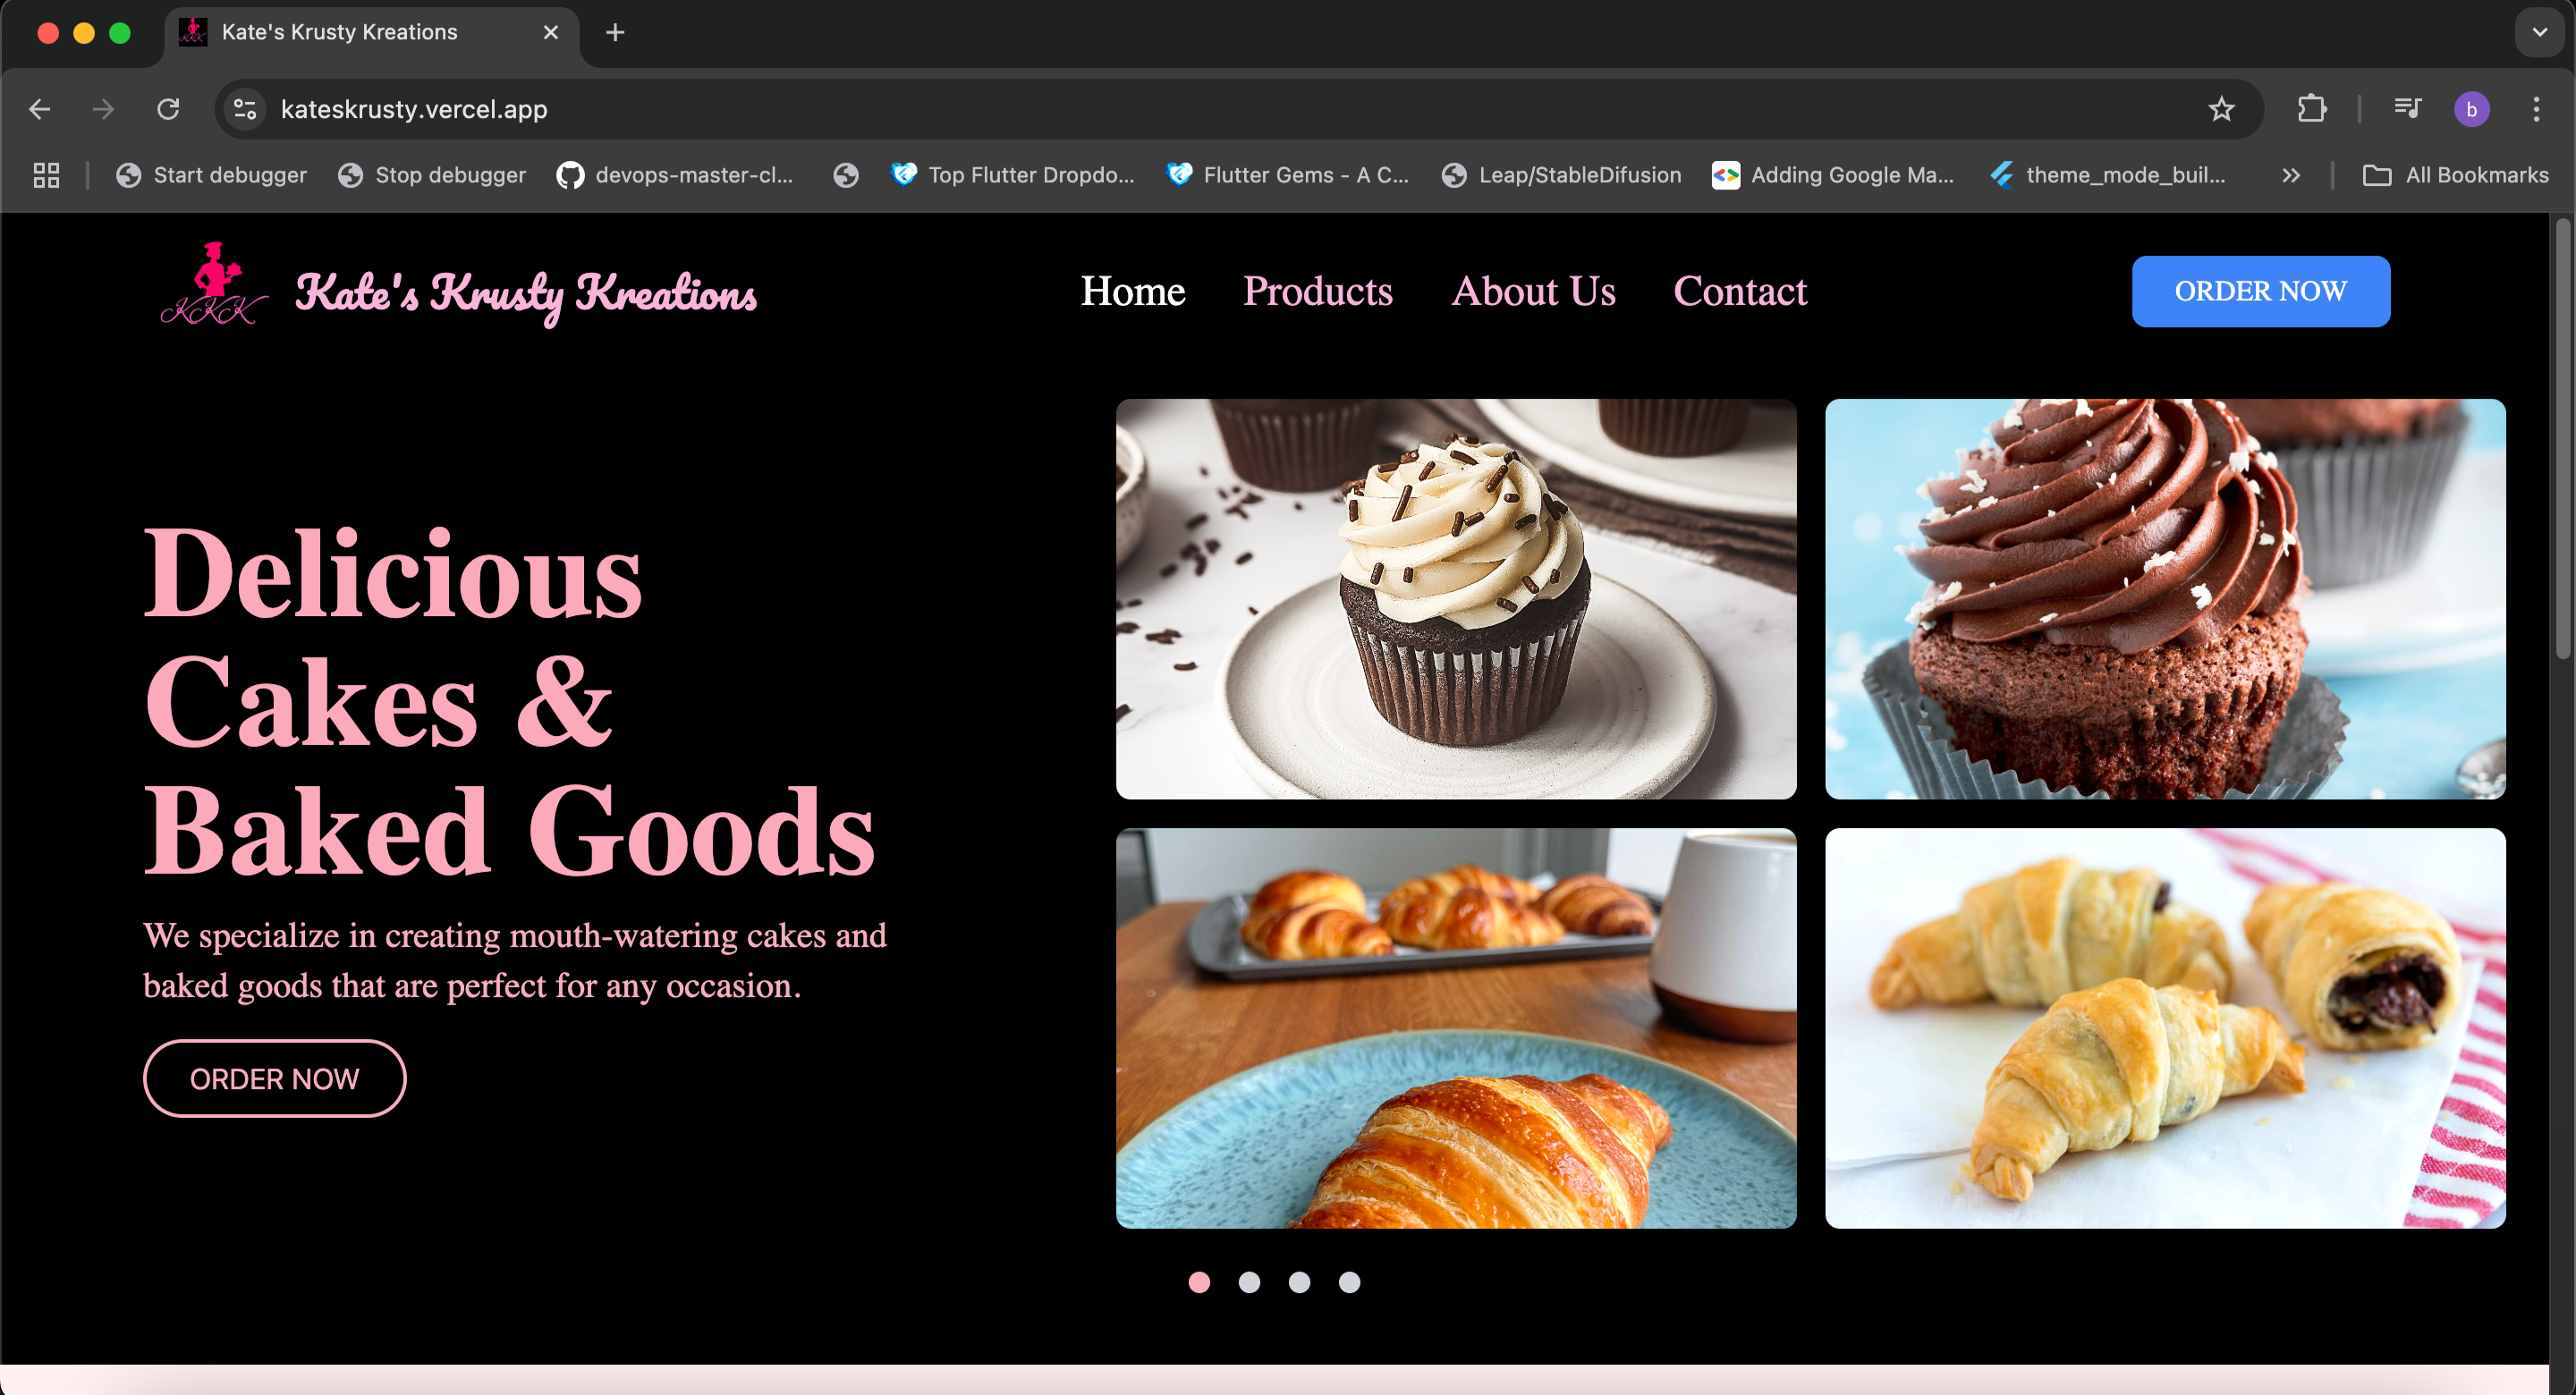 Kate's Krusty Kreations
kateskrusty.vercel.app
b
Start debugger
Stop debugger
devops-master-cl...
Top Flutter Dropdo...
Flutter Gems - A C...
Leap/StableDifusion
Adding Google Ma...
theme_mode_buil...
All Bookmarks
KKK
Kate's Krusty Kreations
Home
Products
About Us
Contact
ORDER NOW
Delicious
Cakes &
Baked Goods
We specialize in creating mouth-watering cakes and
baked goods that are perfect for any occasion.
ORDER NOW